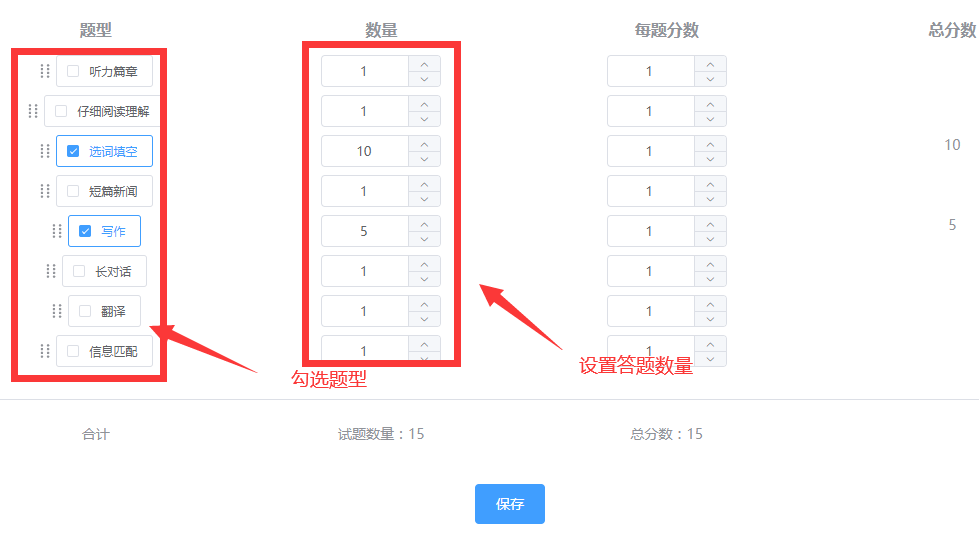 题型 数量 每题分数 总分数
听力篇章 1 1
仔细阅读理解 1 1
选词填空 10 1 10
短篇新闻 1 1
写作 5 1 5
长对话 1 1
翻译 1 1
信息匹配 1 1
勾选题型 设置答题数量
合计 试题数量：15 总分数：15
保存